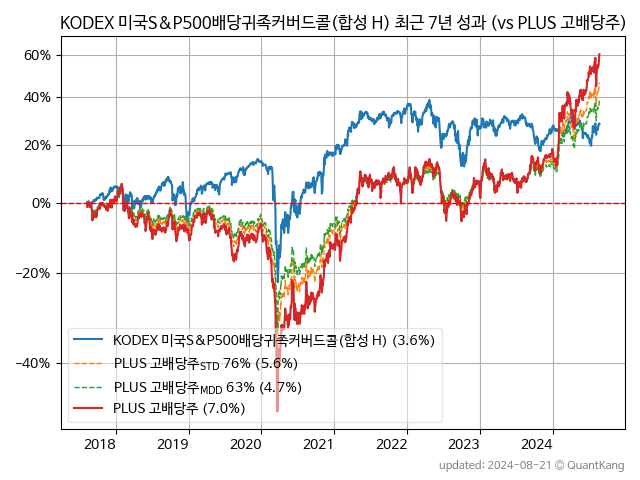 KODEX 미국S&P500배당귀족커버드콜(합성 H) 최근 7년 성과 (vs PLUS 고배당주)
60%
40%
20%
0%
−20%
−40%
KODEX 미국S&P500배당귀족커버드콜(합성 H) (3.6%)
PLUS 고배당주STD 76% (5.6%)
PLUS 고배당주MDD 63% (4.7%)
PLUS 고배당주 (7.0%)
2018 2019 2020 2021 2022 2023 2024
updated: 2024-08-21 © QuantKang